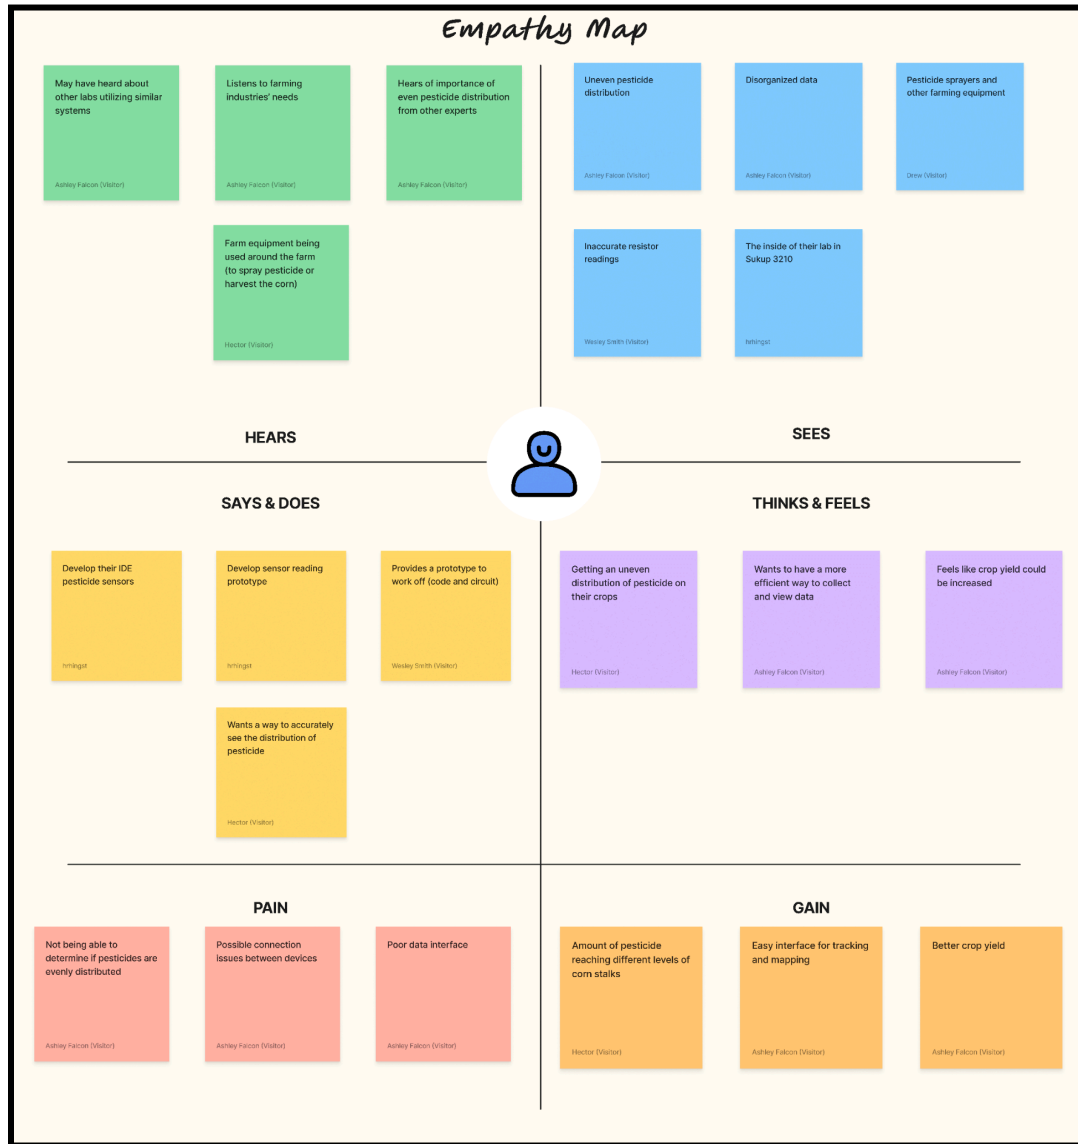 Empathy Map
May have heard about
other labs utilizing similar
systems
Ashley Falcon (Visitor)
Listens to farming
industries' needs
Ashley Falcon (Visitor)
Hears of importance of
even pesticide distribution
from other experts
Ashley Falcon (Visitor)
Farm equipment being
used around the farm
(to spray pesticide or
harvest the corn)
Hector (Visitor)
HEARS
Uneven pesticide
distribution
Ashley Falcon (Visitor)
Disorganized data
Ashley Falcon (Visitor)
Pesticide sprayers and
other farming equipment
Drew (Visitor)
Inaccurate resistor
readings
Wesley Smith (Visitor)
The inside of their lab in
Sukup 3210
hrhingst
SEES
SAYS & DOES
Develop their IDE
pesticide sensors
hrhingst
Develop sensor reading
prototype
hrhingst
Provides a prototype to
work off (code and circuit)
Wesley Smith (Visitor)
Wants a way to accurately
see the distribution of
pesticide
Hector (Visitor)
THINKS & FEELS
Getting an uneven
distribution of pesticide on
their crops
Hector (Visitor)
Wants to have a more
efficient way to collect
and view data
Ashley Falcon (Visitor)
Feels like crop yield could
be increased
Ashley Falcon (Visitor)
PAIN
Not being able to
determine if pesticides are
evenly distributed
Ashley Falcon (Visitor)
Possible connection
issues between devices
Ashley Falcon (Visitor)
Poor data interface
Ashley Falcon (Visitor)
GAIN
Amount of pesticide
reaching different levels of
corn stalks
Hector (Visitor)
Easy interface for tracking
and mapping
Ashley Falcon (Visitor)
Better crop yield
Ashley Falcon (Visitor)